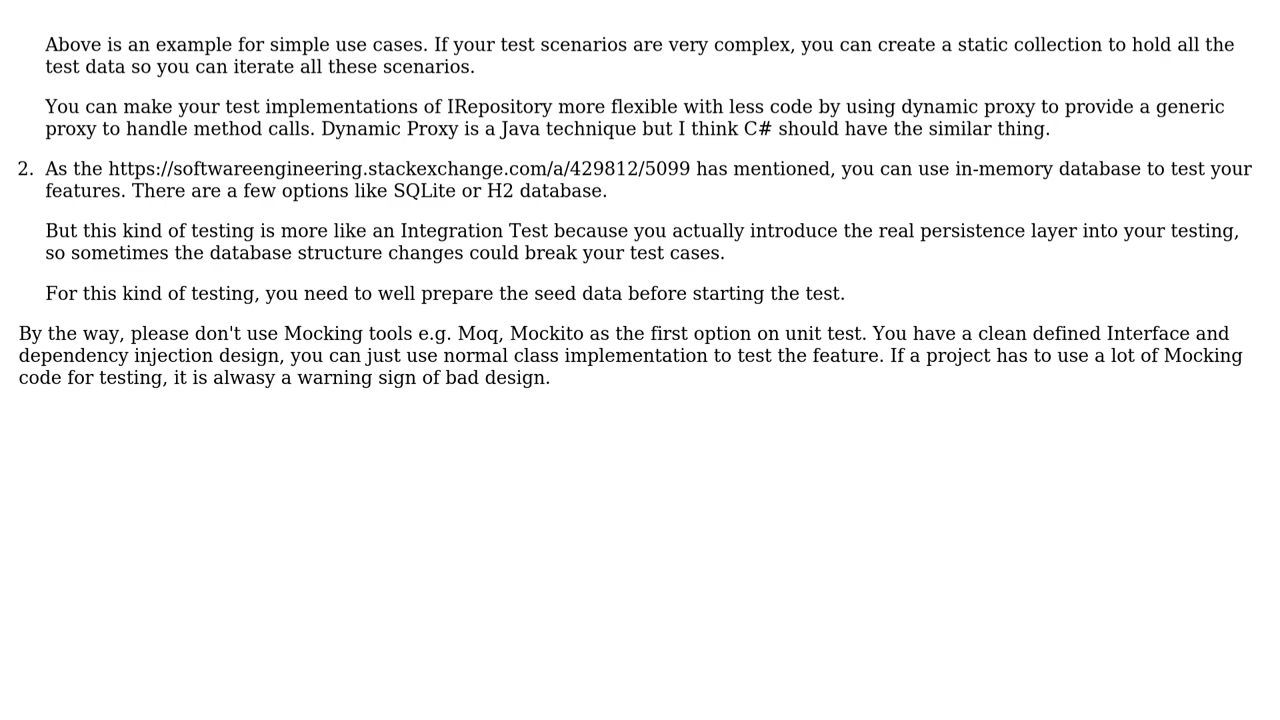 Above is an example for simple use cases. If your test scenarios are very complex, you can create a static collection to hold all the
test data so you can iterate all these scenarios.
You can make your test implementations of IRepository more flexible with less code by using dynamic proxy to provide a generic
proxy to handle method calls. Dynamic Proxy is a Java technique but I think C# should have the similar thing.
2. As the https://softwareengineering.stackexchange.com/a/429812/5099 has mentioned, you can use in-memory database to test your
features. There are a few options like SQLite or H2 database.
But this kind of testing is more like an Integration Test because you actually introduce the real persistence layer into your testing,
so sometimes the database structure changes could break your test cases.
For this kind of testing, you need to well prepare the seed data before starting the test.
By the way, please don't use Mocking tools e.g. Moq, Mockito as the first option on unit test. You have a clean defined Interface and
dependency injection design, you can just use normal class implementation to test the feature. If a project has to use a lot of Mocking
code for testing, it is alwasy a warning sign of bad design.